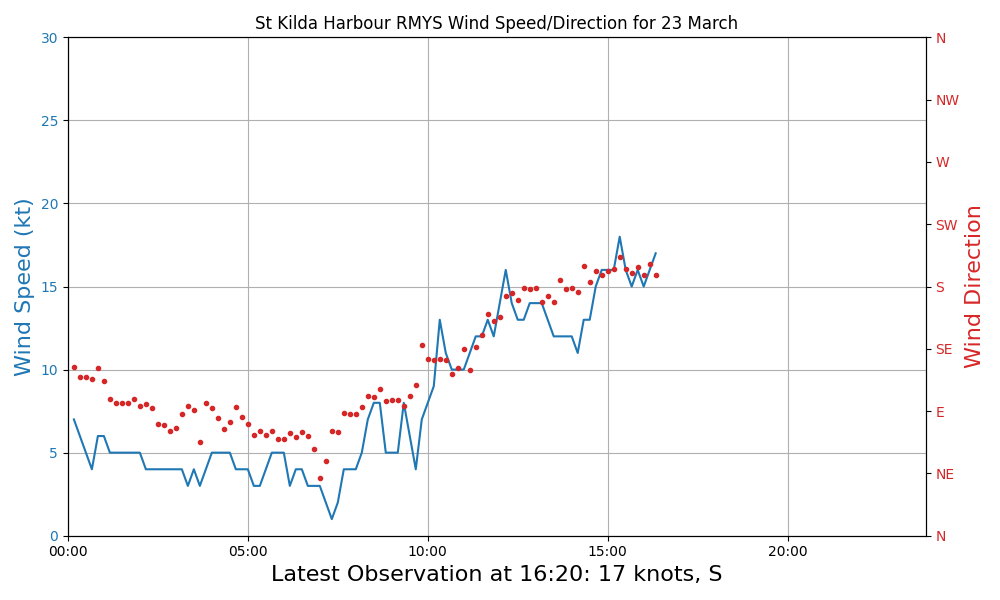 St Kilda Harbour RMYS Wind Speed/Direction for 23 March
Wind Speed (kt)
30
25
20
15
10
5
0
00:00 05:00 10:00 15:00 20:00
N
NW
W
SW
S
SE
E
NE
N
Wind Direction
Latest Observation at 16:20: 17 knots, S